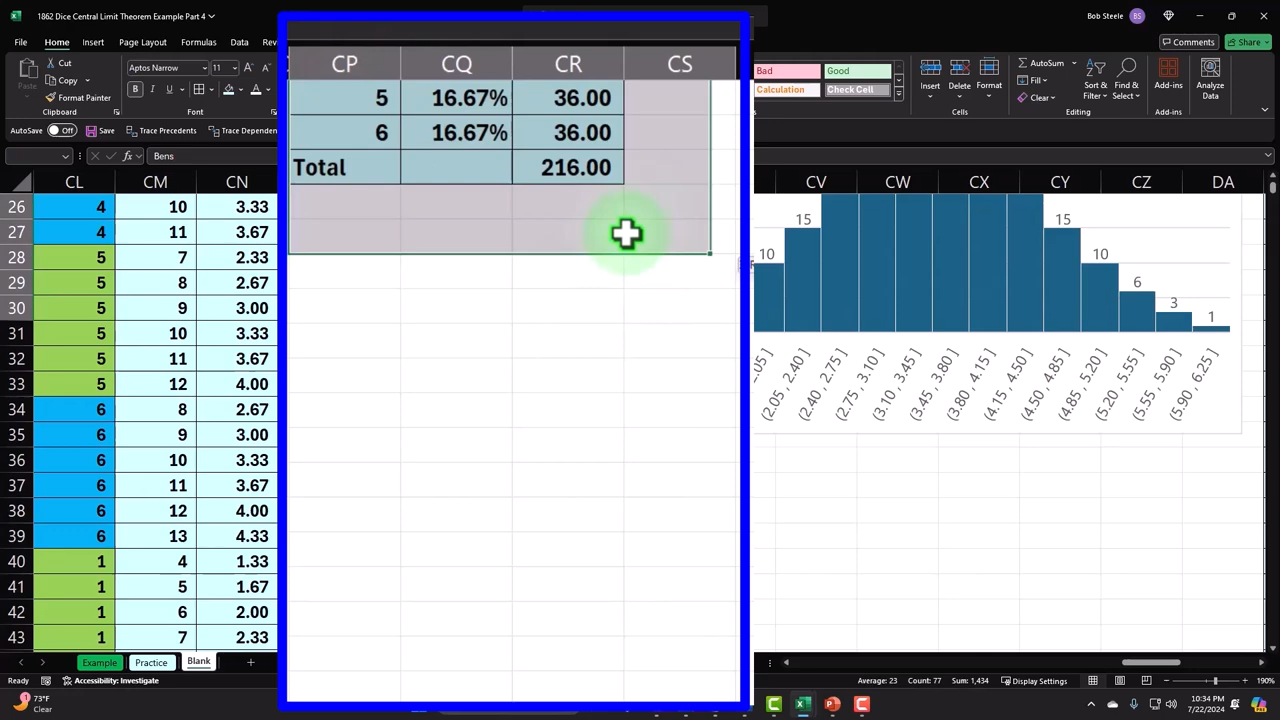 1862 Dice Central Limit Theorem Example Part 4
Bob Steele BS
File Home Insert Page Layout Formulas Data
Comments Share
Cut
Copy
Format Painter
Clipboard
Paste
Aptos Narrow 11
B I U
Font
Bad Good
Calculation Check Cell
Insert Delete Format
Cells
AutoSum
Fill
Clear
Sort & Filter
Find & Select
Editing
Add-ins
Add-ins
Analyze Data
AutoSave Off Save Trace Precedents Trace Dependen
fx Bens
CL CM CN
26 4 10 3.33
27 4 11 3.67
28 5 7 2.33
29 5 8 2.67
30 5 9 3.00
31 5 10 3.33
32 5 11 3.67
33 5 12 4.00
34 6 8 2.67
35 6 9 3.00
36 6 10 3.33
37 6 11 3.67
38 6 12 4.00
39 6 13 4.33
40 1 4 1.33
41 1 5 1.67
42 1 6 2.00
43 1 7 2.33
CP CQ CR CS
5 16.67% 36.00
6 16.67% 36.00
Total 216.00
CV CW CX CY CZ DA
10 15 15 10 6 3 1
2.05 ]
(2.05 , 2.40 ]
(2.40 , 2.75 ]
(2.75 , 3.10 ]
(3.10 , 3.45 ]
(3.45 , 3.80 ]
(3.80 , 4.15 ]
(4.15 , 4.50 ]
(4.50 , 4.85 ]
(4.85 , 5.20 ]
(5.20 , 5.55 ]
(5.55 , 5.90 ]
(5.90 , 6.25 ]
Example Practice Blank
Ready Accessibility: Investigate
Average: 23 Count: 77 Sum: 1,434 Display Settings 190%
73°F
Clear
10:34 PM
7/22/2024